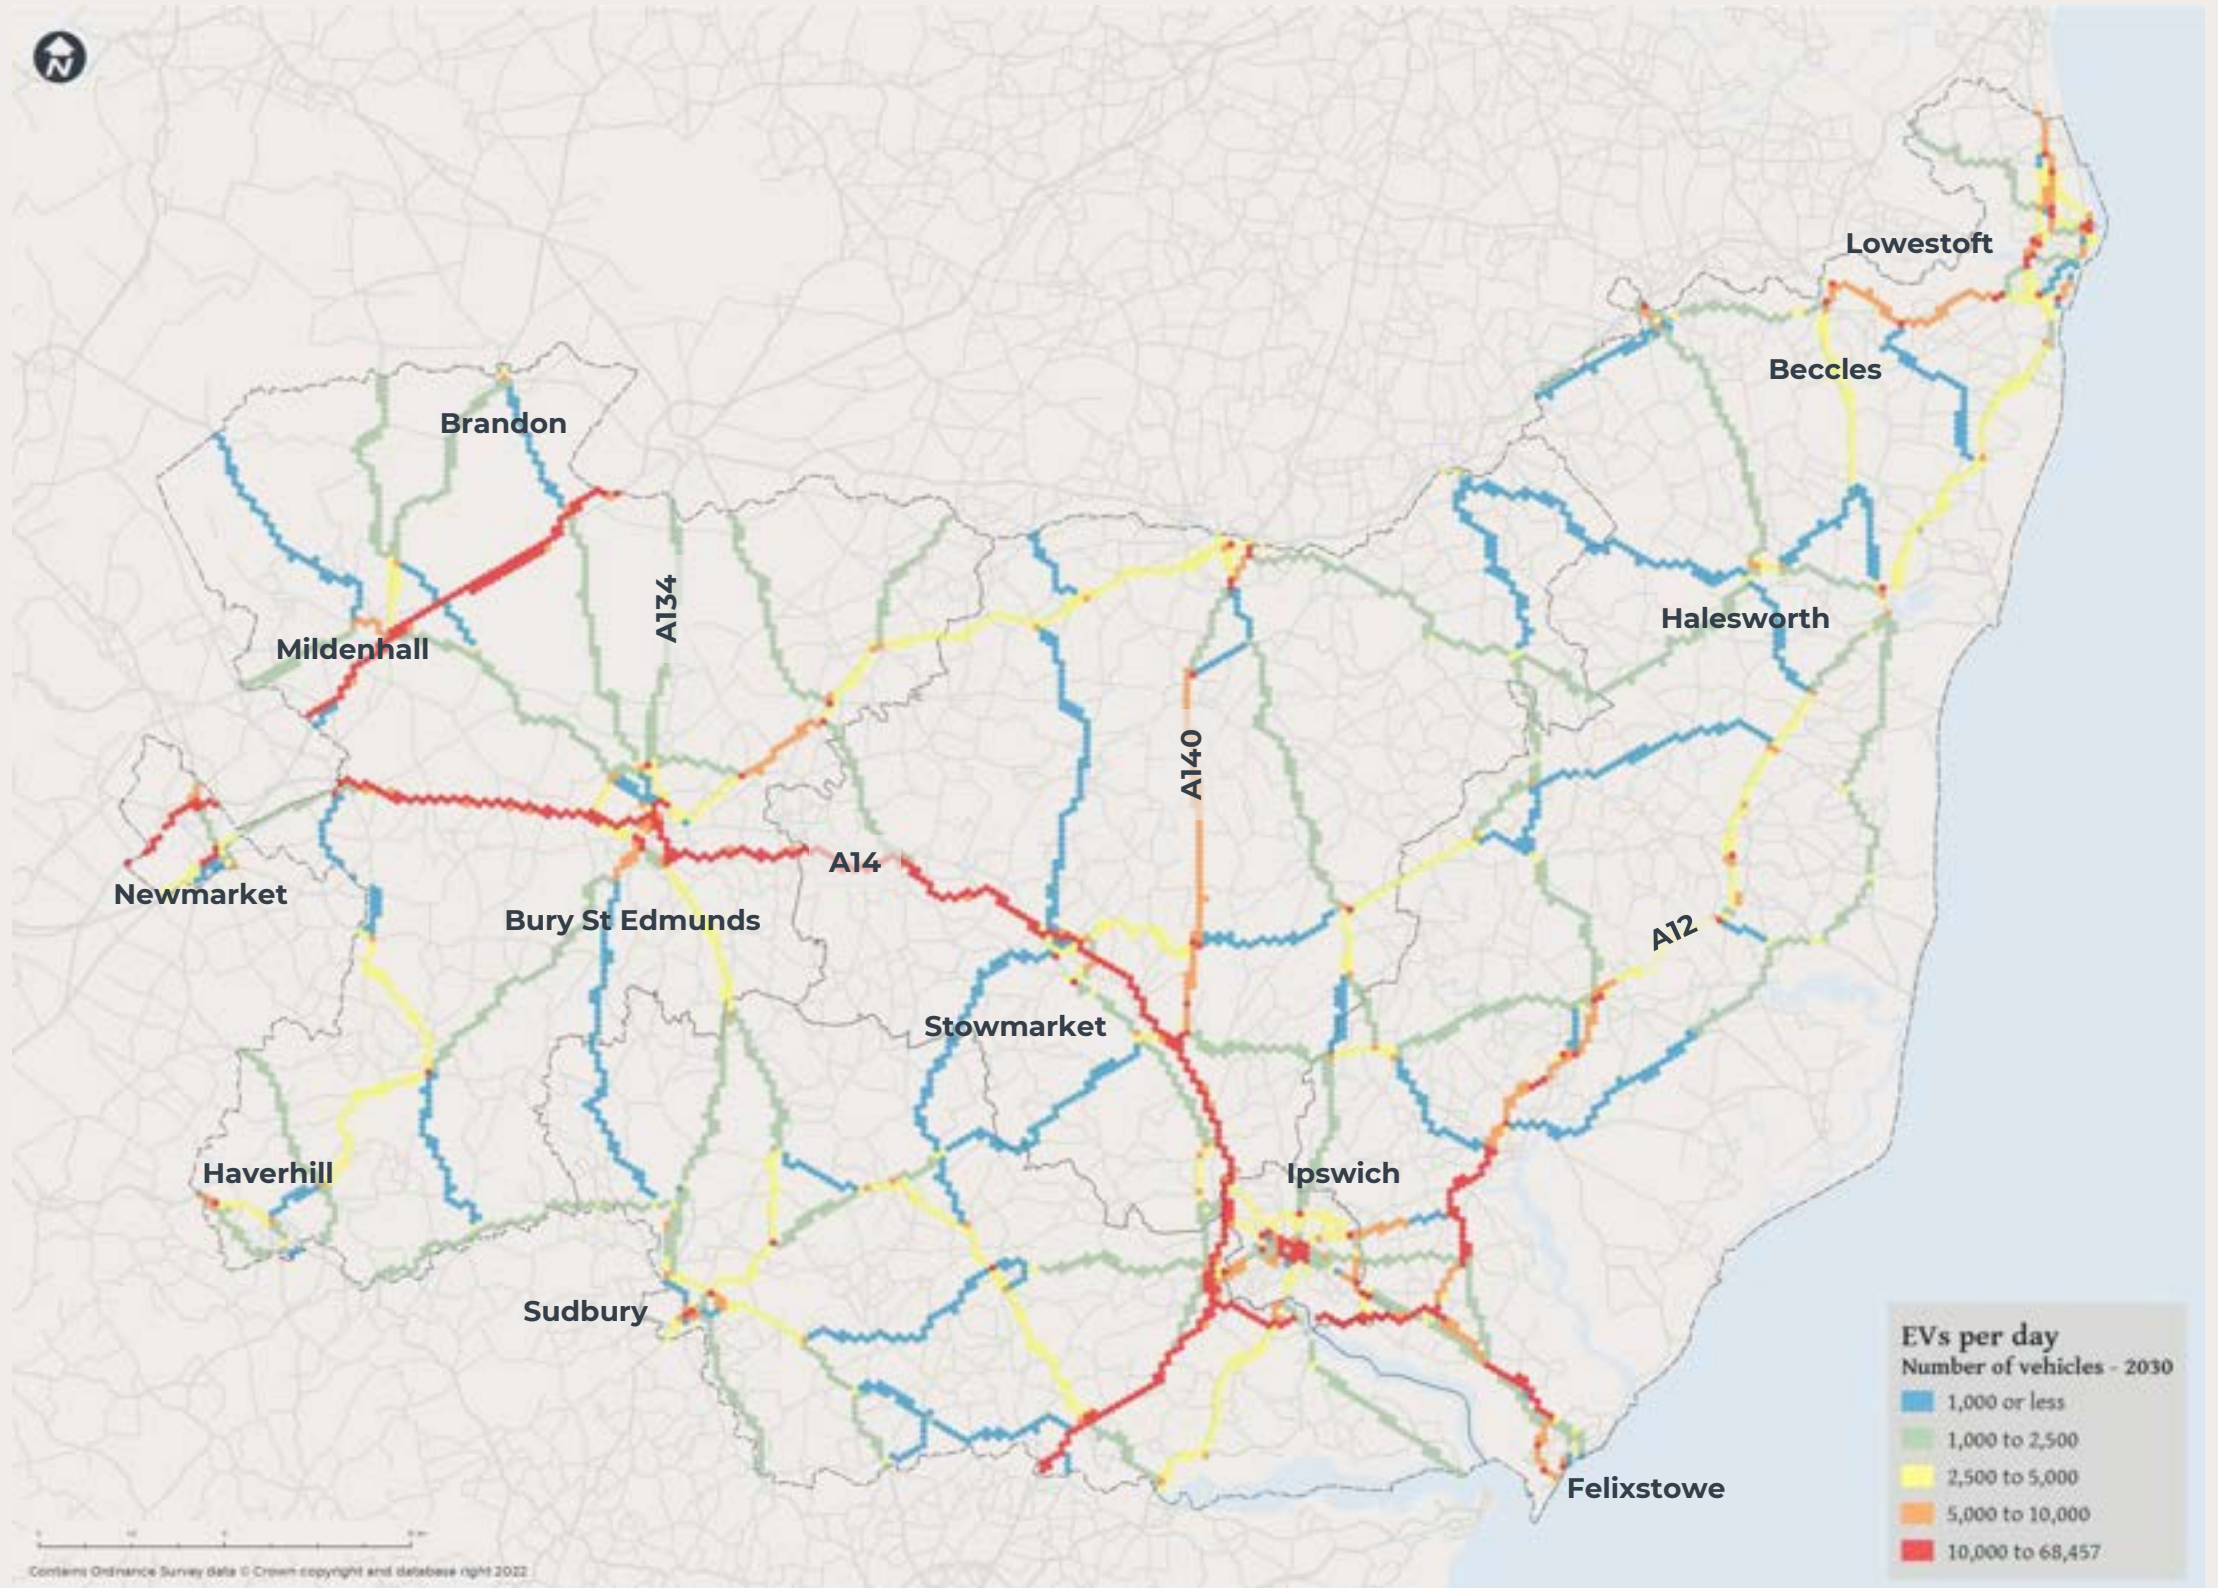 N
Lowestoft
Beccles
Brandon
A134
Halesworth
Mildenhall
A140
A14
Newmarket
Bury St Edmunds
A12
Stowmarket
Haverhill
Ipswich
Sudbury
Felixstowe
EVs per day
Number of vehicles - 2030
1,000 or less
1,000 to 2,500
2,500 to 5,000
5,000 to 10,000
10,000 to 68,457
Contains Ordnance Survey data © Crown copyright and database right 2022